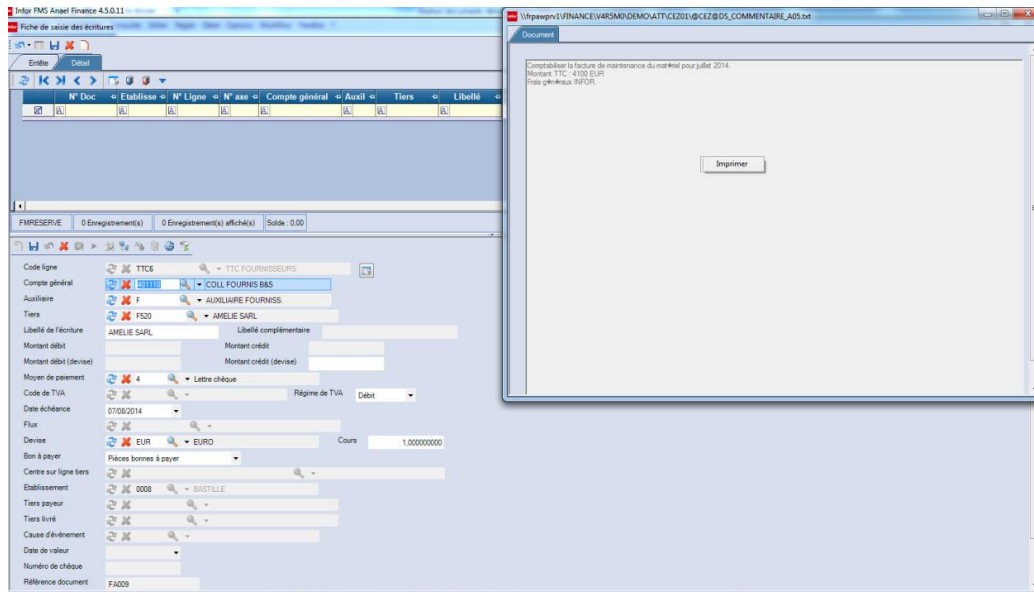 Infor FMS Anael Finance 4.5.0.11
Fiche de saisie des écritures
Entête Détail
N° Doc Etablisse N° Ligne N° axe Compte général Auxil Tiers Libellé
FMRESERVE 0 Enregistrement(s) 0 Enregistrement(s) affiché(s) Solde : 0,00
Code ligne TTC6 TTC FOURNISSEURS
Compte général 401110 COLL FOURNIS B&S
Auxiliaire F AUXILIAIRE FOURNISS.
Tiers F520 AMELIE SARL
Libellé de l'écriture AMELIE SARL Libellé complémentaire
Montant débit Montant crédit
Montant débit (devise) Montant crédit (devise)
Moyen de paiement 4 Lettre chèque
Code de TVA Régime de TVA Débit
Date échéance 07/08/2014
Flux
Devise EUR EURO Cours 1,000000000
Bon à payer Pièces bonnes à payer
Centre sur ligne tiers
Etablissement 0008 BASTILLE
Tiers payeur
Tiers livré
Cause d'événement
Date de valeur
Numéro de chèque
Référence document FA009
\\frpawprv1\FINANCE\V4R5M0\DEMO\ATT\CEZ01\@CEZ@DS_COMMENTAIRE_A05.txt
Document
Comptabiliser la facture de maintenance du mat�riel pour juillet 2014.
Montant TTC : 4100 EUR
Frais g�n�raux INFOR.
Imprimer